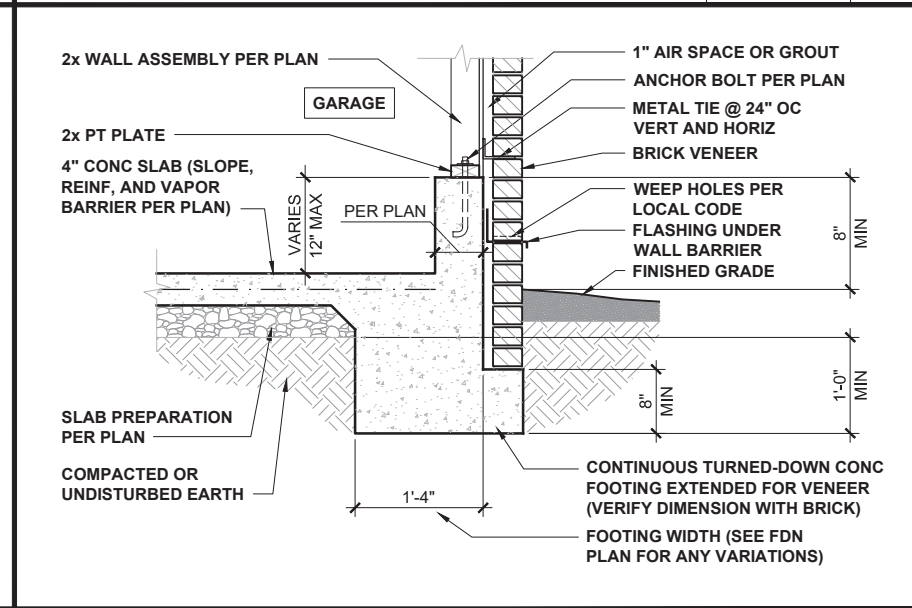 2x WALL ASSEMBLY PER PLAN
GARAGE
2x PT PLATE
4" CONC SLAB (SLOPE,
REINF, AND VAPOR
BARRIER PER PLAN)
VARIES
12" MAX
PER PLAN
1" AIR SPACE OR GROUT
ANCHOR BOLT PER PLAN
METAL TIE @ 24" OC
VERT AND HORIZ
BRICK VENEER
WEEP HOLES PER
LOCAL CODE
FLASHING UNDER
WALL BARRIER
FINISHED GRADE
8"
MIN
8"
MIN
1'-0"
MIN
SLAB PREPARATION
PER PLAN
COMPACTED OR
UNDISTURBED EARTH
1'-4"
CONTINUOUS TURNED-DOWN CONC
FOOTING EXTENDED FOR VENEER
(VERIFY DIMENSION WITH BRICK)
FOOTING WIDTH (SEE FDN
PLAN FOR ANY VARIATIONS)